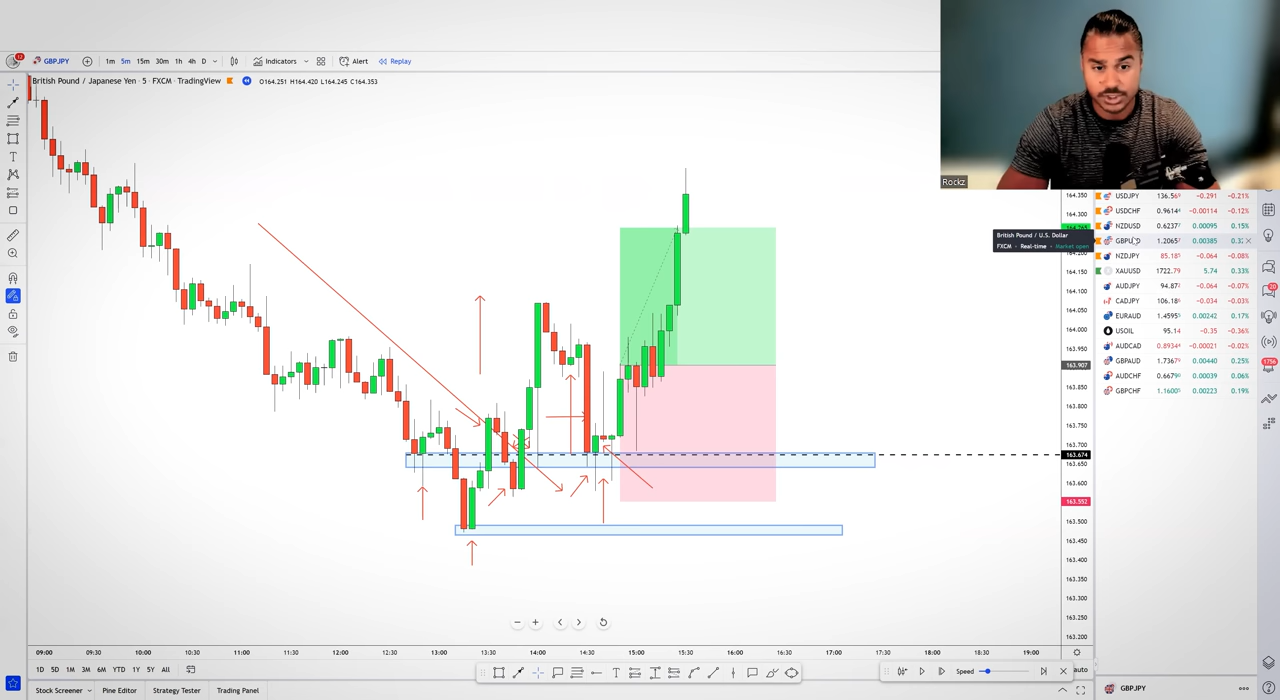 GBPJPY 1m 5m 15m 30m 1h 4h D Indicators Alert Replay
British Pound / Japanese Yen · 5 · FXCM · TradingView O164.251 H164.420 L164.245 C164.353
Rockz
164.350
164.300
164.150
164.100
164.050
164.000
163.950
163.907
163.850
163.800
163.750
163.700
163.674
163.650
163.600
163.552
163.500
163.450
163.400
163.350
163.300
163.250
163.200
USDJPY 136.569 −0.291 −0.21%
USDCHF 0.9614 −0.00114 −0.12%
NZDUSD 0.6237 0.00095 0.15%
British Pound / U.S. Dollar
FXCM · Real-time · Market open
1.2065 0.00385
NZDJPY 85.18 −0.064 −0.08%
XAUUSD 1722.79 5.74 0.33%
AUDJPY 94.87 −0.064 −0.07%
CADJPY 106.18 −0.034 −0.03%
EURAUD 1.4595 0.00242 0.17%
USOIL 95.14 −0.35 −0.36%
AUDCAD 0.8934 −0.00021 −0.02%
GBPAUD 1.7367 0.00440 0.25%
AUDCHF 0.6679 0.00039 0.06%
GBPCHF 1.1600 0.00223 0.19%
09:00 09:30 10:00 10:30 11:00 11:30 12:00 12:30 13:00 13:30 14:00 14:30 15:00 15:30 16:00 16:30 17:00 17:30 18:00 18:30 19:00
1D 5D 1M 3M 6M YTD 1Y 5Y All
Speed
auto
Stock Screener Pine Editor Strategy Tester Trading Panel
GBPJPY